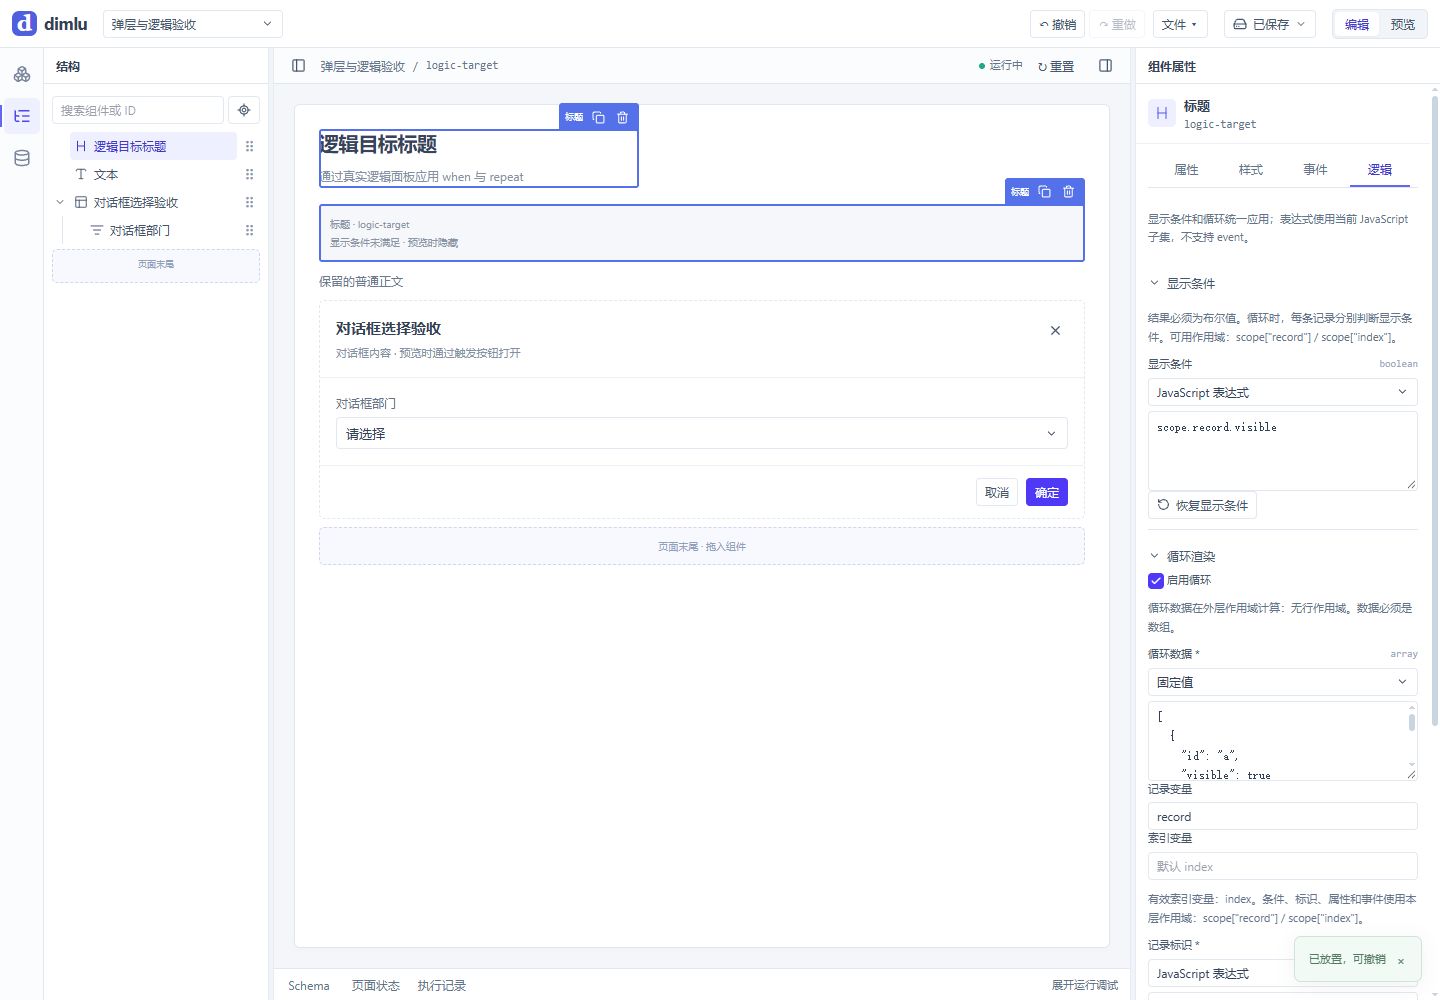 dimlu
弹层与逻辑验收
撤销
重做
文件
已保存
编辑
预览
结构
搜索组件或 ID
逻辑目标标题
文本
对话框选择验收
对话框部门
页面末尾
弹层与逻辑验收 / logic-target
运行中
重置
标题
逻辑目标标题
通过真实逻辑面板应用 when 与 repeat
标题
标题 · logic-target
显示条件未满足 · 预览时隐藏
保留的普通正文
对话框选择验收
对话框内容 · 预览时通过触发按钮打开
对话框部门
请选择
取消
确定
页面末尾 · 拖入组件
Schema
页面状态
执行记录
展开运行调试
组件属性
H
标题
logic-target
属性
样式
事件
逻辑
显示条件和循环统一应用；表达式使用当前 JavaScript
子集，不支持 event。
显示条件
结果必须为布尔值。循环时，每条记录分别判断显示条
件。可用作用域：scope["record"] / scope["index"]。
显示条件
boolean
JavaScript 表达式
scope.record.visible
恢复显示条件
循环渲染
启用循环
循环数据在外层作用域计算：无行作用域。数据必须是
数组。
循环数据 *
array
固定值
[
{
"id": "a",
"visible": true
记录变量
record
索引变量
默认 index
有效索引变量：index。条件、标识、属性和事件使用本
层作用域：scope["record"] / scope["index"]。
记录标识 *
JavaScript 表达式
已放置，可撤销 ×